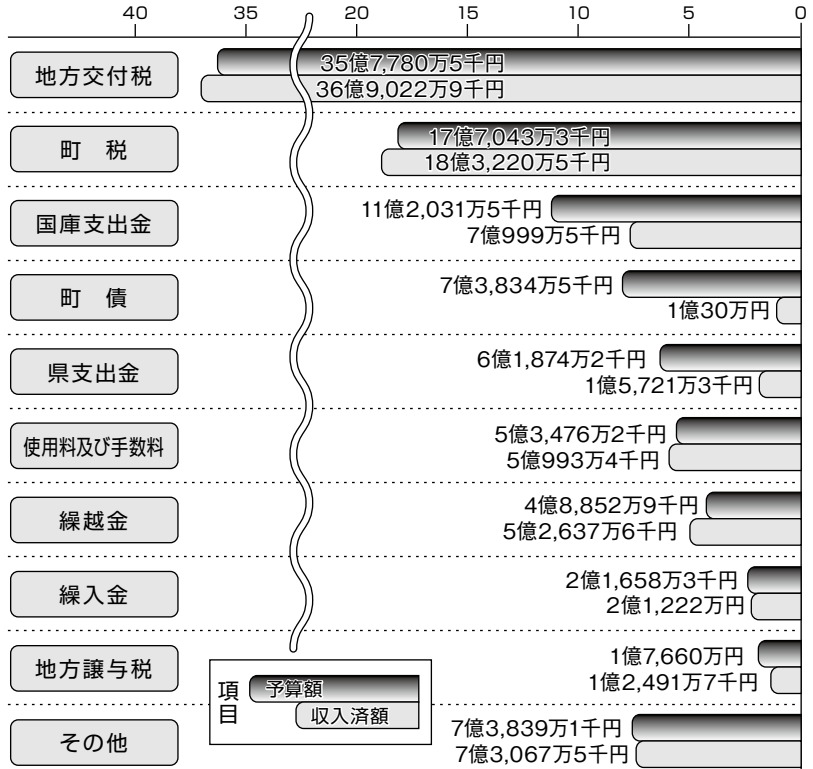 40 35 20 15 10 5 0
地方交付税
35億7,780万5千円
36億9,022万9千円
町 税
17億7,043万3千円
18億3,220万5千円
国庫支出金
11億2,031万5千円
7億999万5千円
町 債
7億3,834万5千円
1億30万円
県支出金
6億1,874万2千円
1億5,721万3千円
使用料及び手数料
5億3,476万2千円
5億993万4千円
繰越金
4億8,852万9千円
5億2,637万6千円
繰入金
2億1,658万3千円
2億1,222万円
地方譲与税
1億7,660万円
1億2,491万7千円
その他
7億3,839万1千円
7億3,067万5千円
項目
予算額
収入済額